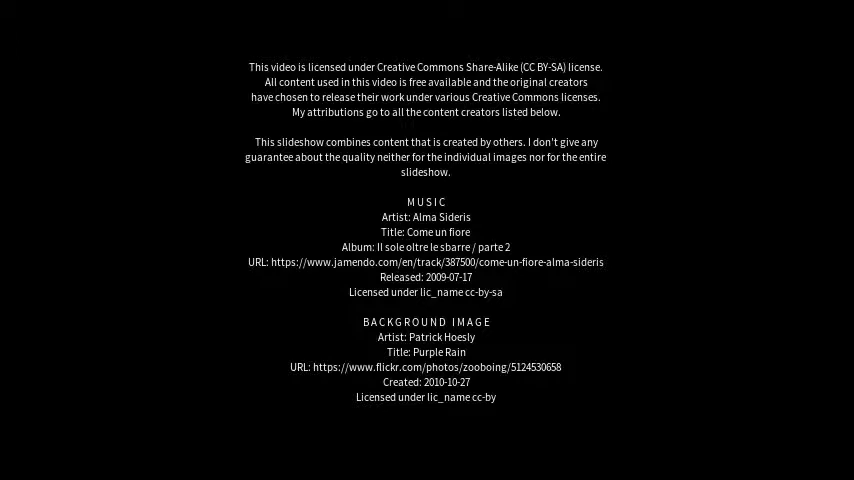 This video is licensed under Creative Commons Share-Alike (CC BY-SA) license.
All content used in this video is free available and the original creators
have chosen to release their work under various Creative Commons licenses.
My attributions go to all the content creators listed below.
This slideshow combines content that is created by others. I don't give any
guarantee about the quality neither for the individual images nor for the entire
slideshow.
MUSIC
Artist: Alma Sideris
Title: Come un fiore
Album: Il sole oltre le sbarre / parte 2
URL: https://www.jamendo.com/en/track/387500/come-un-fiore-alma-sideris
Released: 2009-07-17
Licensed under lic_name cc-by-sa
BACKGROUND IMAGE
Artist: Patrick Hoesly
Title: Purple Rain
URL: https://www.flickr.com/photos/zooboing/5124530658
Created: 2010-10-27
Licensed under lic_name cc-by